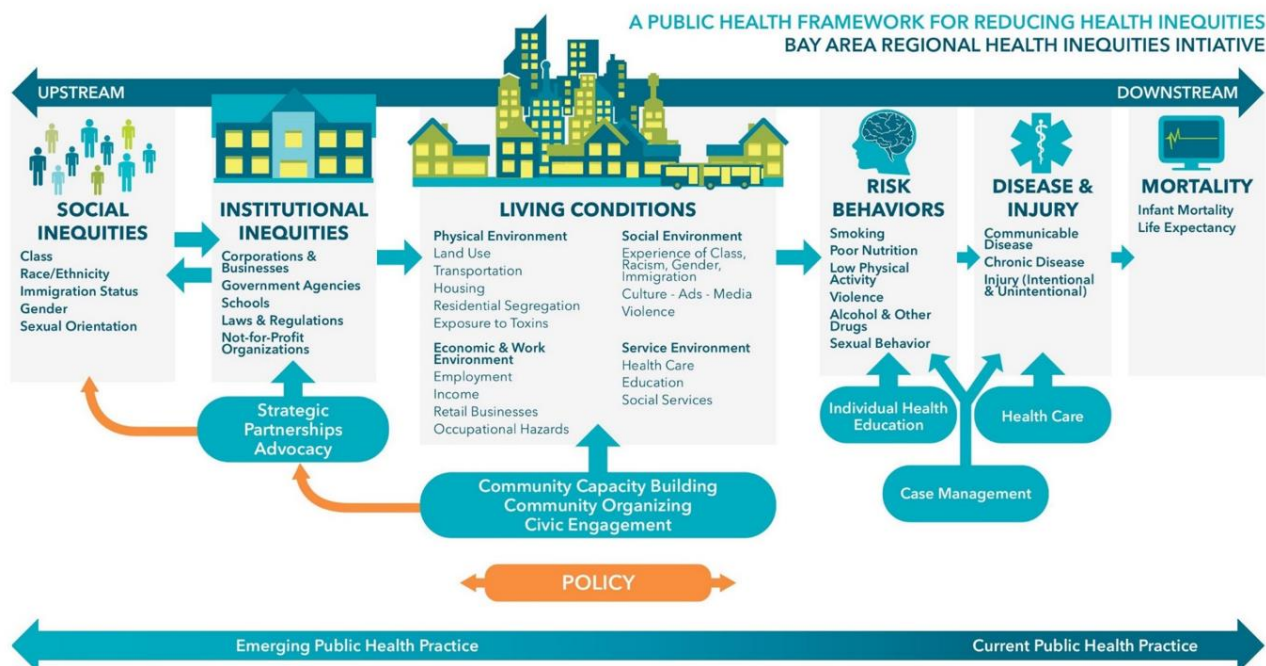 A PUBLIC HEALTH FRAMEWORK FOR REDUCING HEALTH INEQUITIES
BAY AREA REGIONAL HEALTH INEQUITIES INTIATIVE
UPSTREAM
DOWNSTREAM
SOCIAL
INEQUITIES
Class
Race/Ethnicity
Immigration Status
Gender
Sexual Orientation
INSTITUTIONAL
INEQUITIES
Corporations &
Businesses
Government Agencies
Schools
Laws & Regulations
Not-for-Profit
Organizations
LIVING CONDITIONS
Physical Environment
Land Use
Transportation
Housing
Residential Segregation
Exposure to Toxins
Economic & Work
Environment
Employment
Income
Retail Businesses
Occupational Hazards
Social Environment
Experience of Class,
Racism, Gender,
Immigration
Culture - Ads - Media
Violence
Service Environment
Health Care
Education
Social Services
RISK
BEHAVIORS
Smoking
Poor Nutrition
Low Physical
Activity
Violence
Alcohol & Other
Drugs
Sexual Behavior
DISEASE &
INJURY
Communicable
Disease
Chronic Disease
Injury (Intentional
& Unintentional)
MORTALITY
Infant Mortality
Life Expectancy
Strategic
Partnerships
Advocacy
Community Capacity Building
Community Organizing
Civic Engagement
Individual Health
Education
Health Care
Case Management
POLICY
Emerging Public Health Practice
Current Public Health Practice